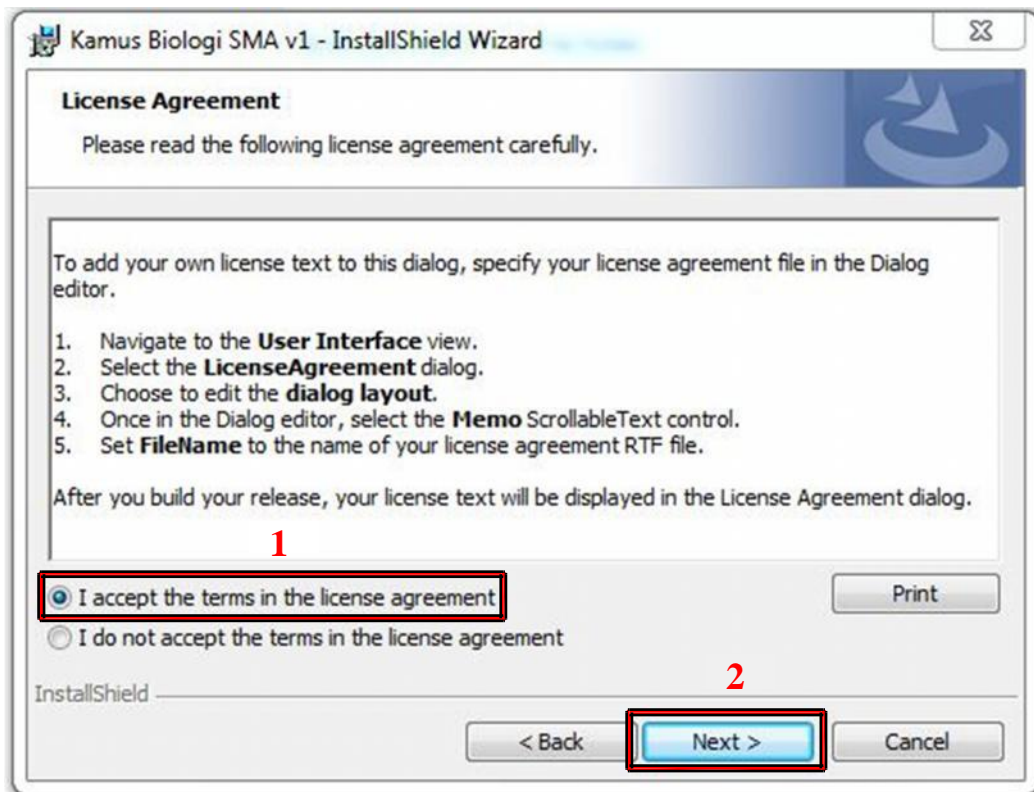 Kamus Biologi SMA v1 - InstallShield Wizard
License Agreement
Please read the following license agreement carefully.
To add your own license text to this dialog, specify your license agreement file in the Dialog
editor.
1. Navigate to the User Interface view.
2. Select the LicenseAgreement dialog.
3. Choose to edit the dialog layout.
4. Once in the Dialog editor, select the Memo ScrollableText control.
5. Set FileName to the name of your license agreement RTF file.
After you build your release, your license text will be displayed in the License Agreement dialog.
1
I accept the terms in the license agreement
Print
I do not accept the terms in the license agreement
InstallShield
2
< Back
Next >
Cancel